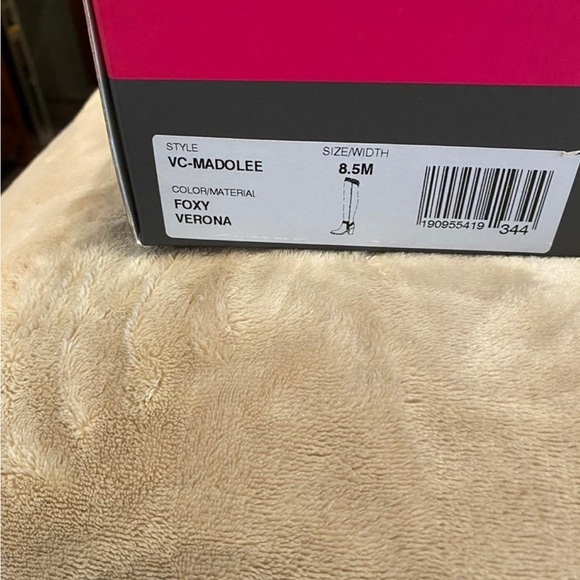 STYLE
VC-MADOLEE
SIZE/WIDTH
8.5M
COLOR/MATERIAL
FOXY
VERONA
190955419 344